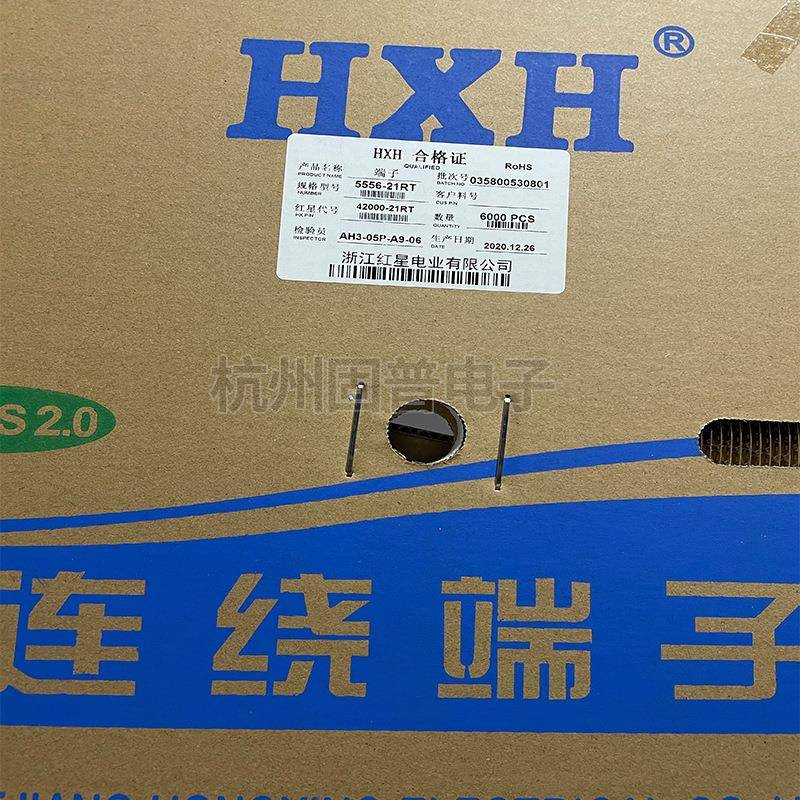 HXH®
HXH 合格证 RoHS
QUALIFIED
产品名称 端子 批次号 035800530801
PRODUCT NAME BATCH NO
规格型号 5556-21RT 客户料号
NUMBER CUS P/N
红星代号 42000-21RT 数量 6000 PCS
HX P/N QUANTITY
检验员 AH3-05P-A9-06 生产日期 2020.12.26
INSPECTOR DATE
浙江红星电业有限公司
杭州固普电子
S 2.0
连绕端子
JIANG HONGXING ELECTRICAL CO